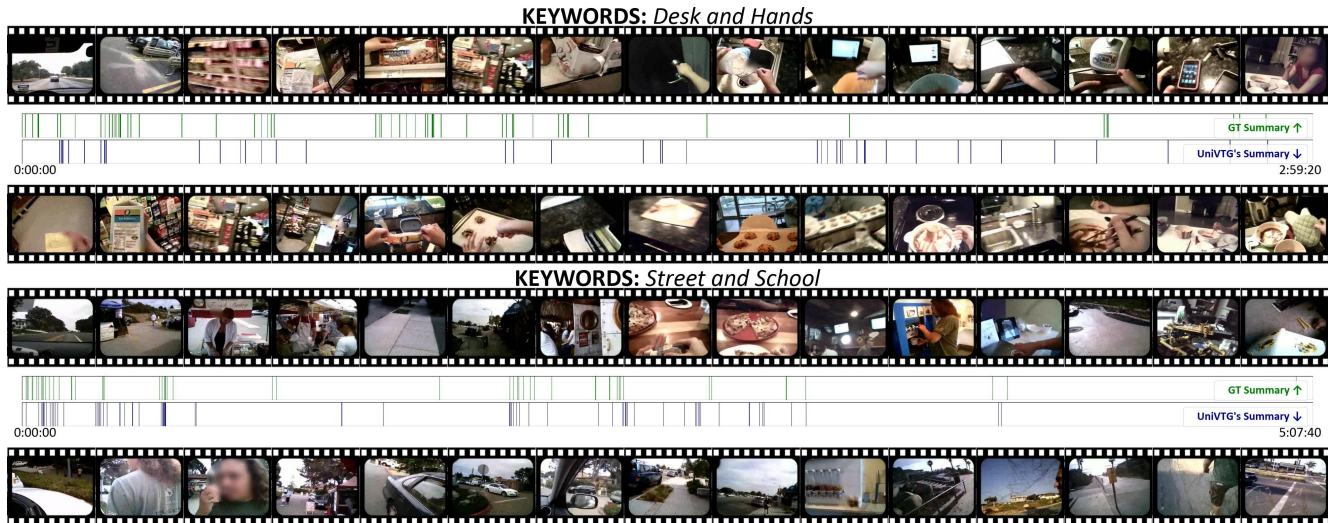 KEYWORDS: Desk and Hands
GT Summary ↑
UniVTG's Summary ↓
0:00:00 2:59:20
KEYWORDS: Street and School
GT Summary ↑
UniVTG's Summary ↓
0:00:00 5:07:40